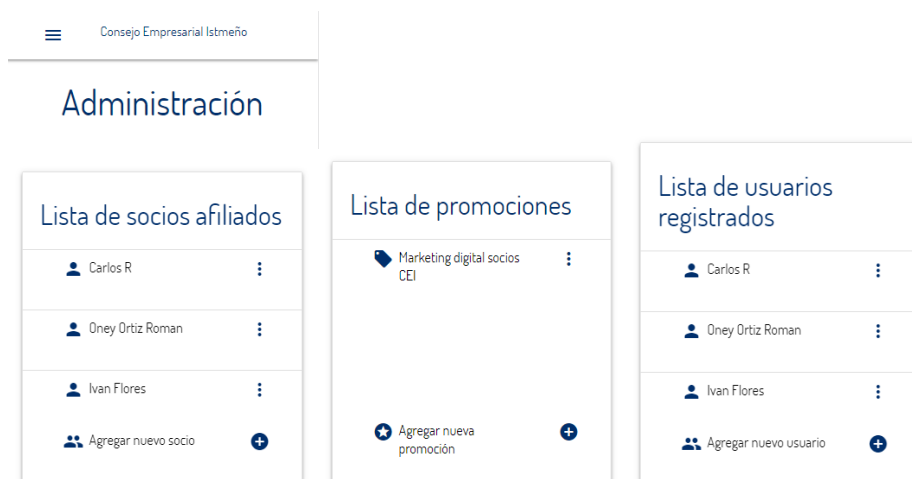 Consejo Empresarial Istmeño
Administración
Lista de socios afiliados
Carlos R
Oney Ortiz Roman
Ivan Flores
Agregar nuevo socio
Lista de promociones
Marketing digital socios
CEI
Agregar nueva
promoción
Lista de usuarios
registrados
Carlos R
Oney Ortiz Roman
Ivan Flores
Agregar nuevo usuario